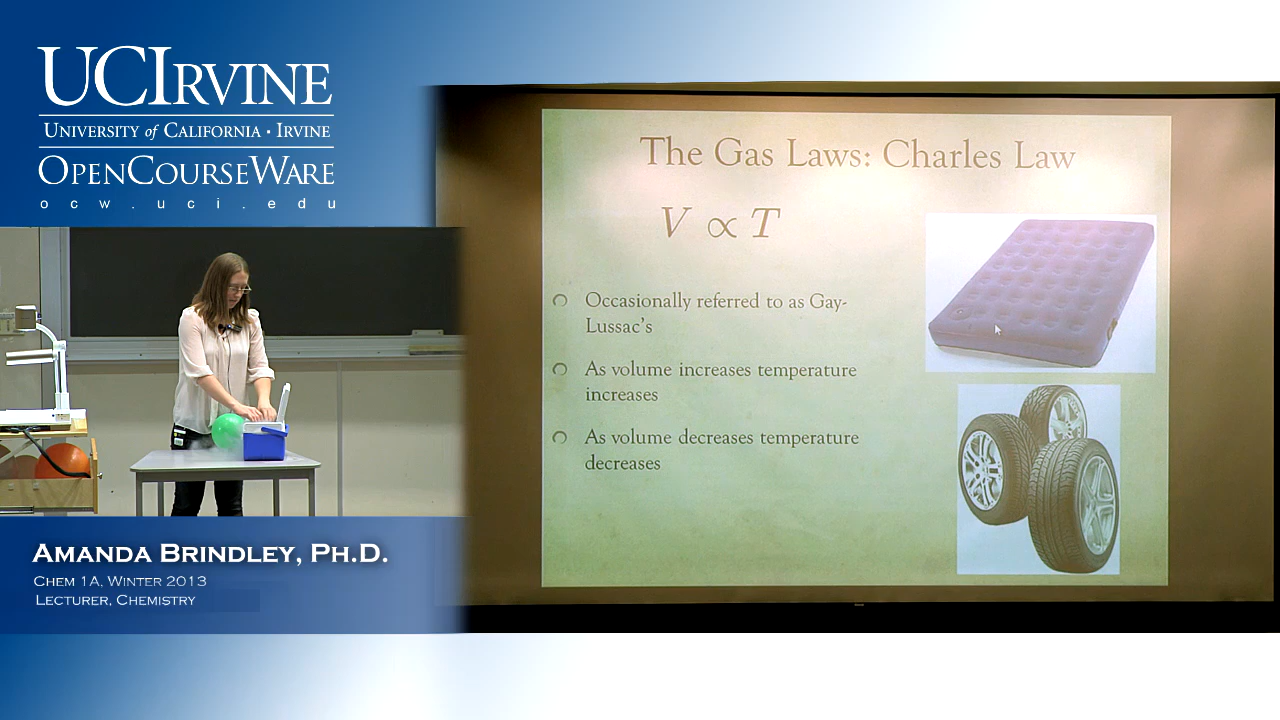 UCIRVINE
UNIVERSITY of CALIFORNIA · IRVINE
OPENCOURSEWARE
ocw.uci.edu
The Gas Laws: Charles Law
V ∝ T
Occasionally referred to as Gay-
Lussac's
As volume increases temperature
increases
As volume decreases temperature
decreases
AMANDA BRINDLEY, PH.D.
CHEM 1A, WINTER 2013
LECTURER, CHEMISTRY